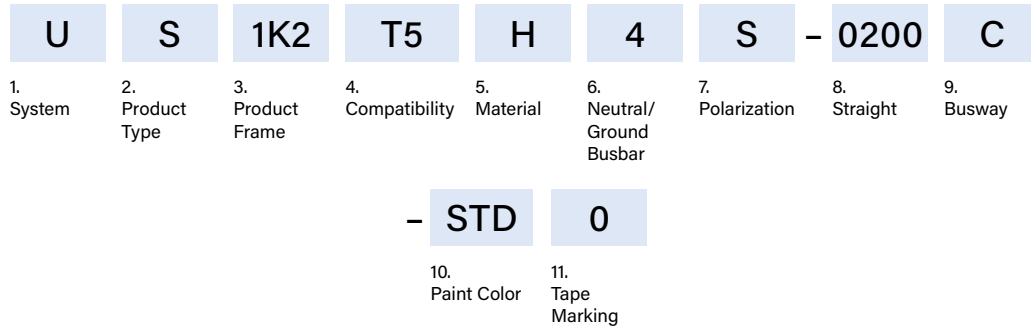 U S 1K2 T5 H 4 S – 0200 C
1. 2. 3. 4. 5. 6. 7. 8. 9.
System Product Product Compatibility Material Neutral/ Polarization Straight Busway
Type Frame Ground
Busbar
– STD 0
10. 11.
Paint Color Tape
Marking